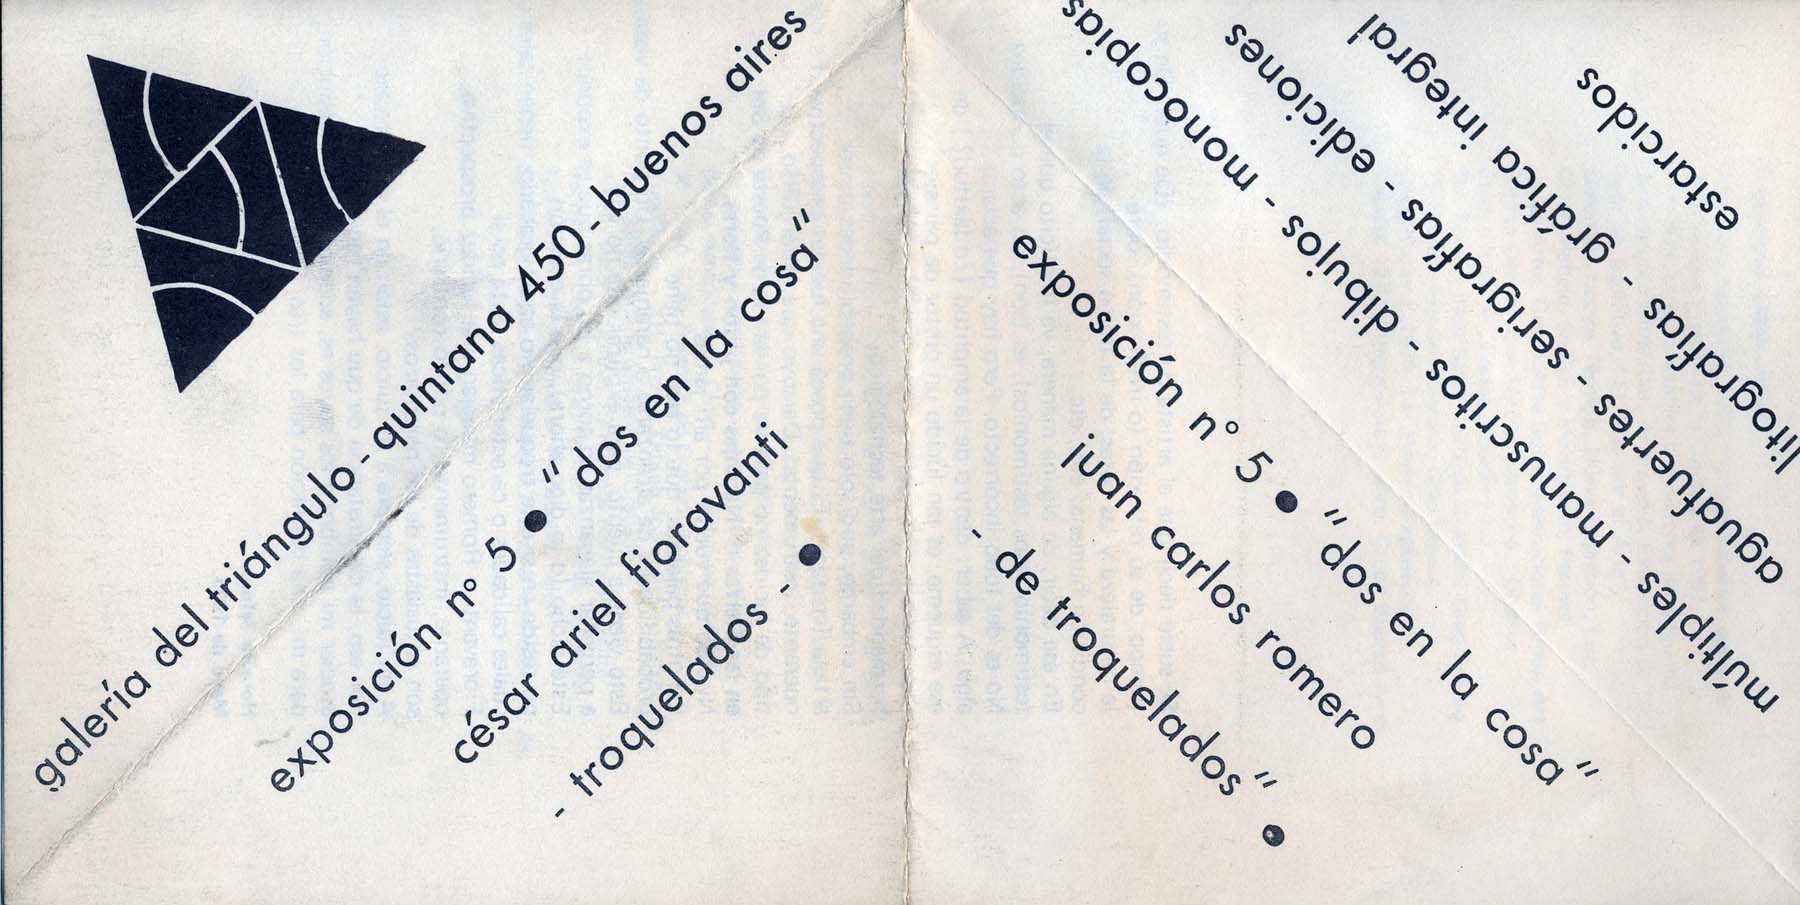 galería del triángulo - quintana 450 - buenos aires
exposición nº 5 ● " dos en la cosa "
césar ariel fioravanti
- troquelados - ●
exposición n° 5 ● " dos en la cosa "
juan carlos romero
- de troquelados " ●
múltiples - manuscritos - dibujos - monocopias
aguafuertes - serigrafías - ediciones
litografías - gráfica integral
estarcidos